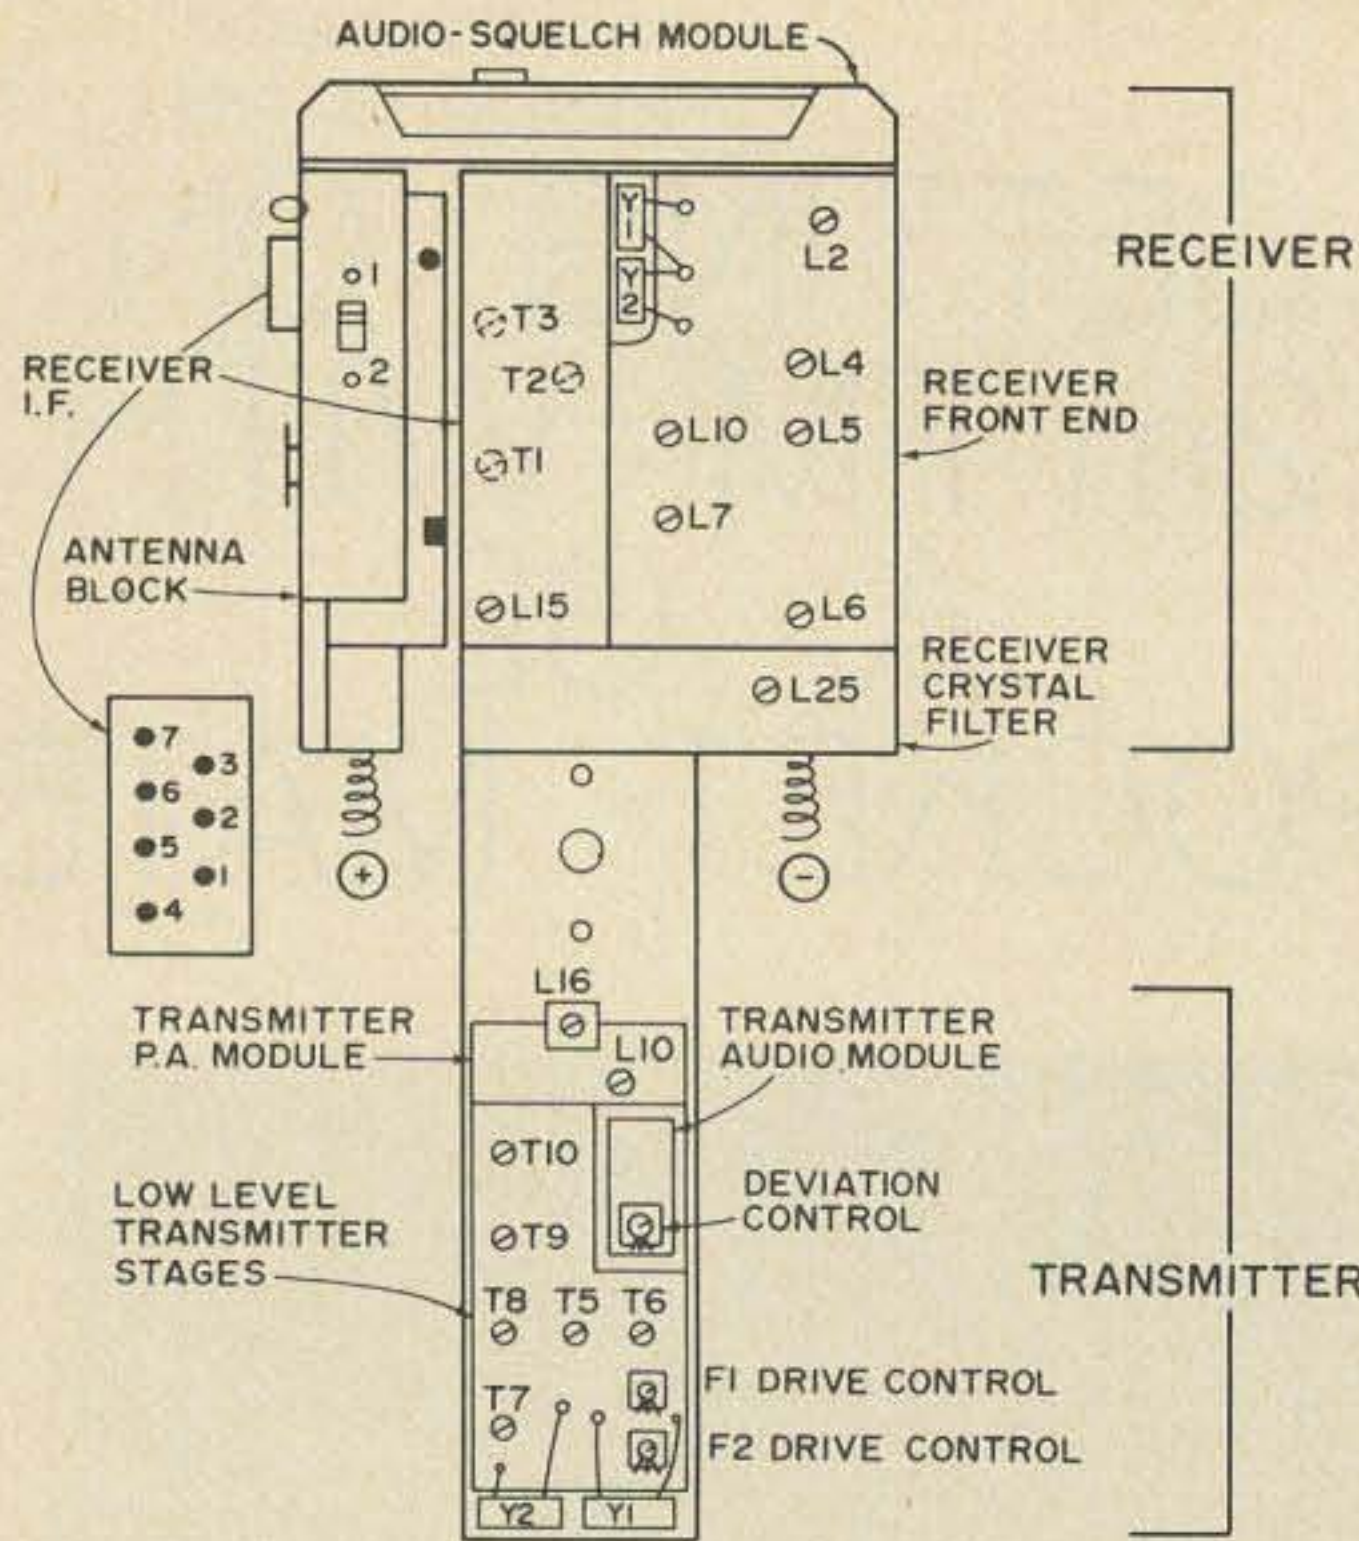 AUDIO-SQUELCH MODULE
RECEIVER
Y1
Y2
L2
1
2
T3
T2
L4
RECEIVER
I.F.
RECEIVER
FRONT END
L10
L5
T1
L7
ANTENNA
BLOCK
L15
L6
RECEIVER
CRYSTAL
FILTER
L25
7
3
6
2
5
1
4
+
-
L16
TRANSMITTER
P.A. MODULE
L10
TRANSMITTER
AUDIO MODULE
T10
DEVIATION
CONTROL
LOW LEVEL
TRANSMITTER
STAGES
T9
TRANSMITTER
T8
T5
T6
F1 DRIVE CONTROL
T7
F2 DRIVE CONTROL
Y2
Y1